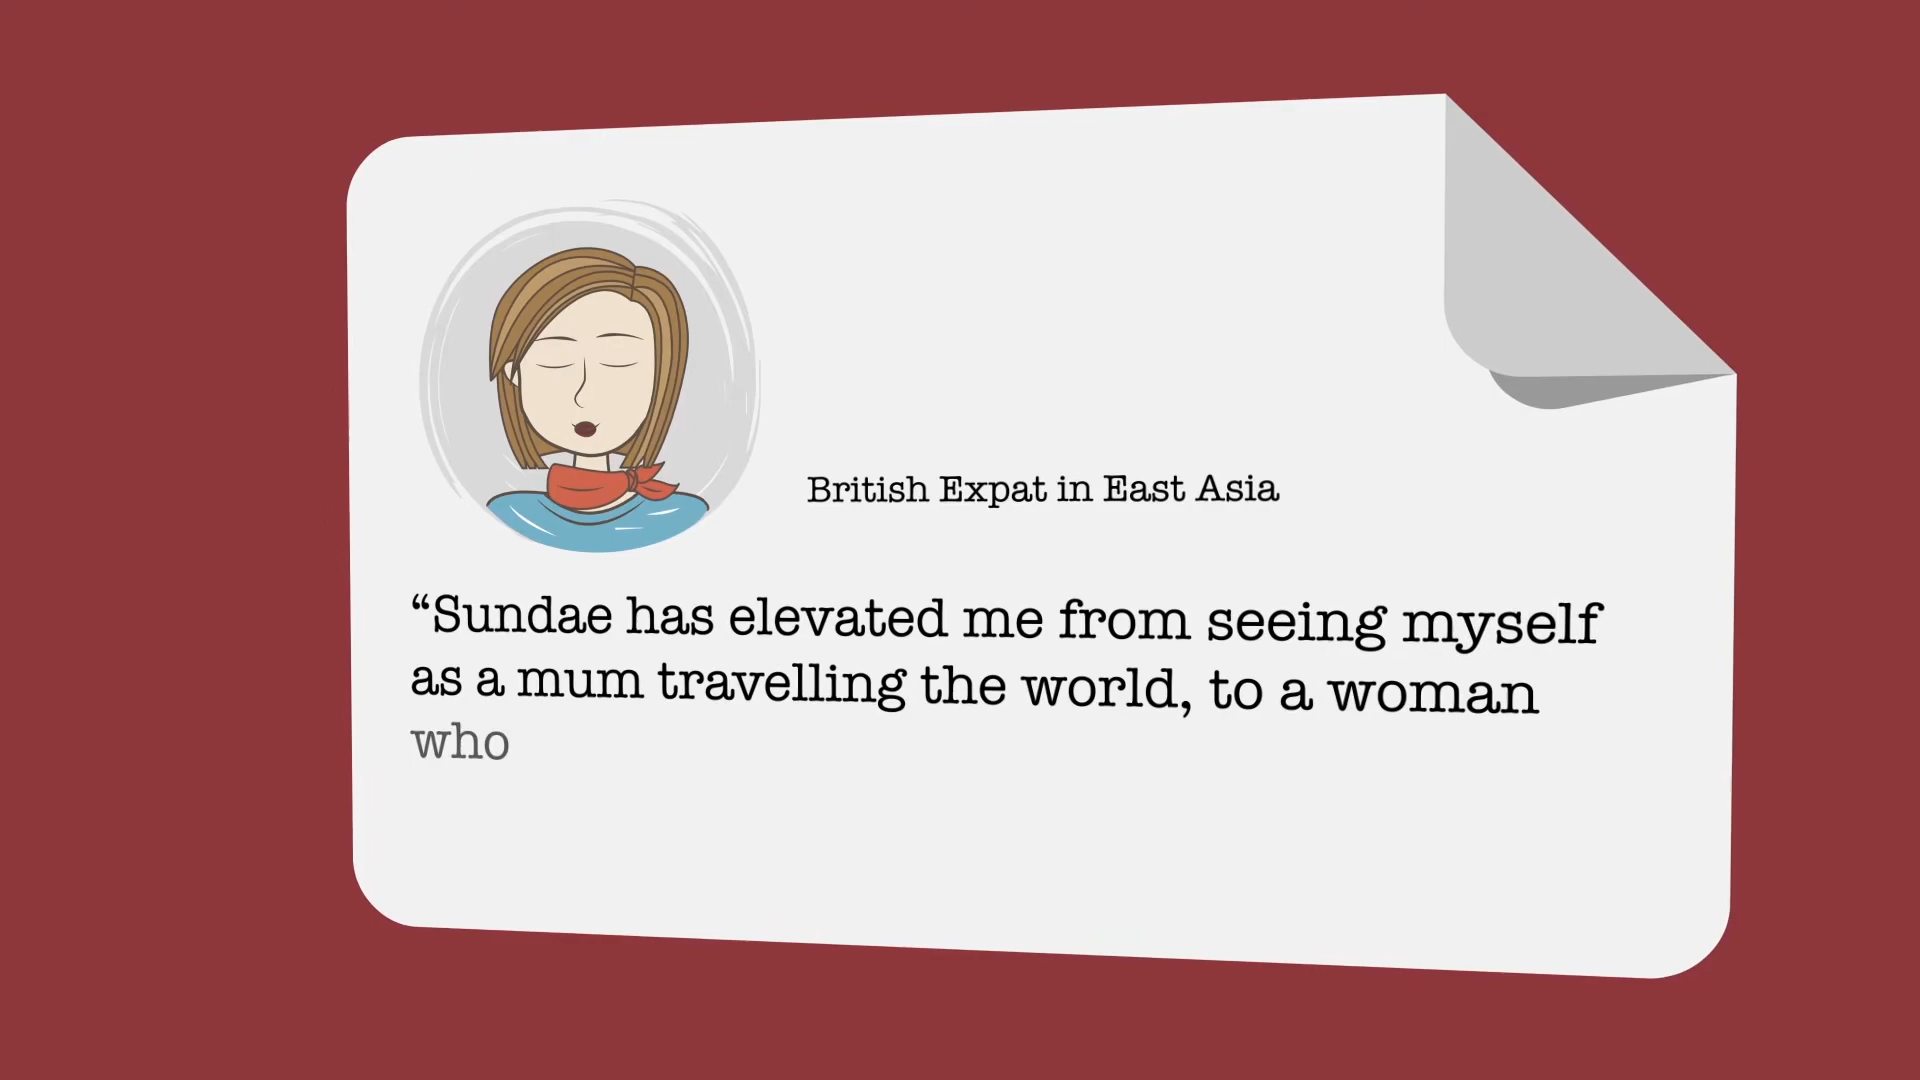 British Expat in East Asia
“Sundae has elevated me from seeing myself
as a mum travelling the world, to a woman
who